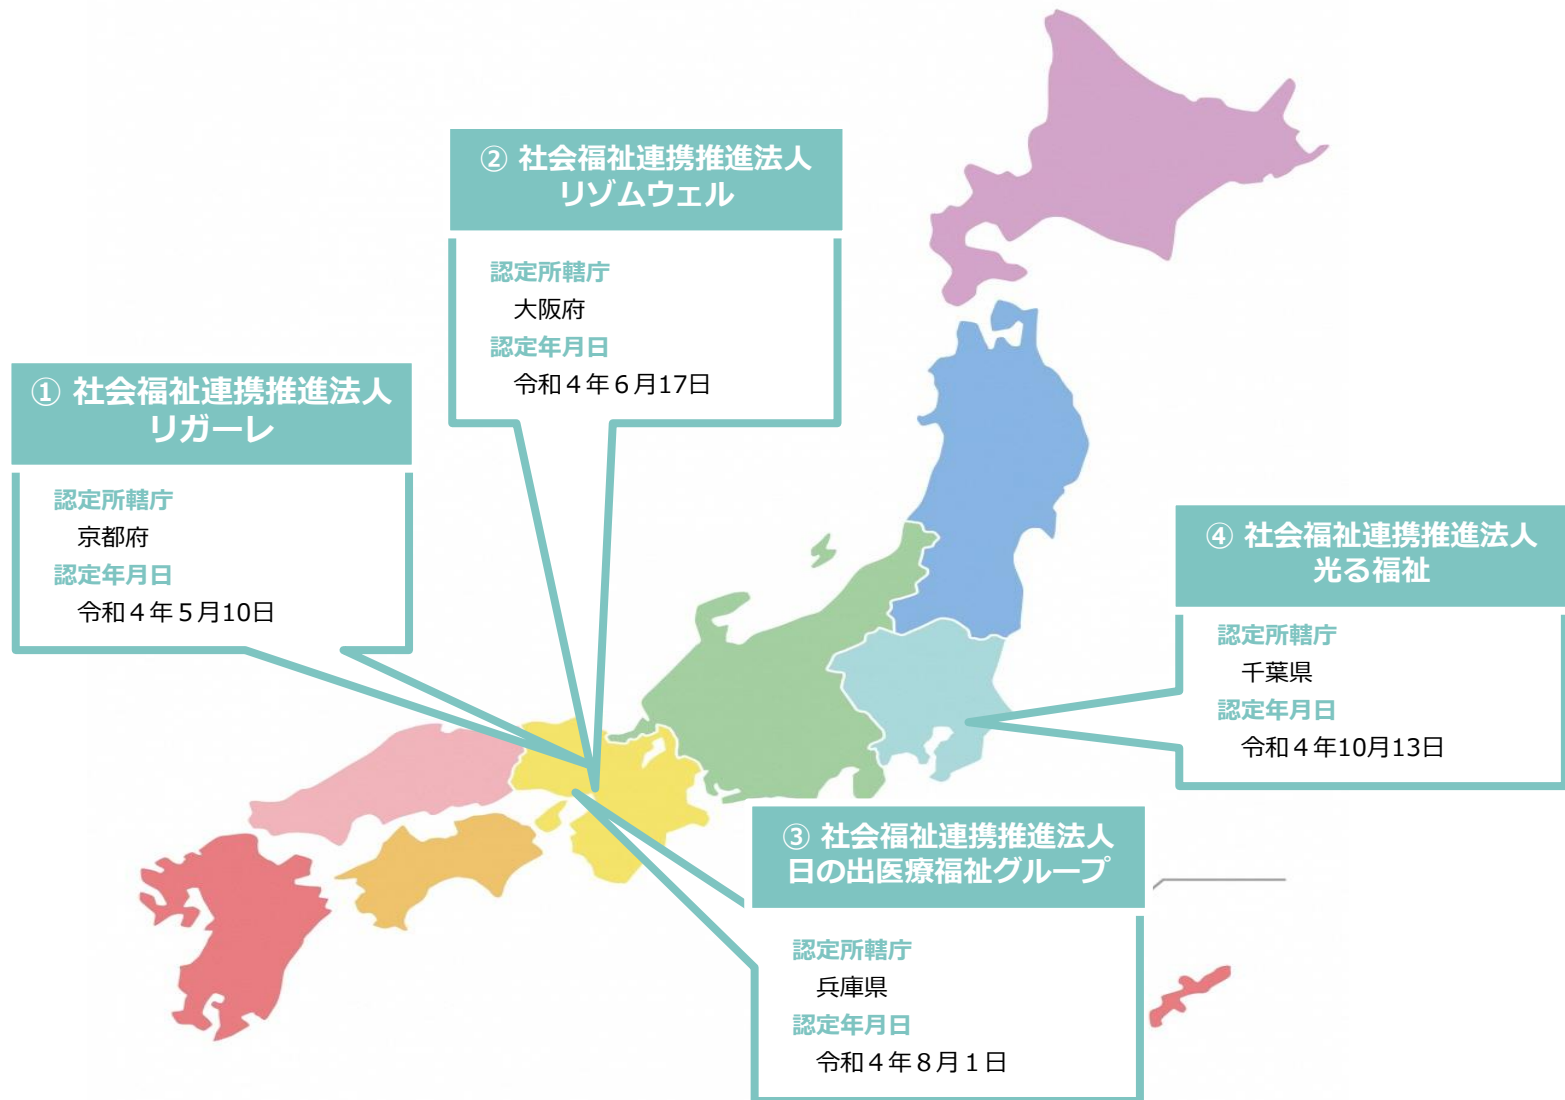 ① 社会福祉連携推進法人
リガーレ
認定所轄庁
京都府
認定年月日
令和４年５月10日
② 社会福祉連携推進法人
リゾムウェル
認定所轄庁
大阪府
認定年月日
令和４年６月17日
③ 社会福祉連携推進法人
日の出医療福祉グループ
認定所轄庁
兵庫県
認定年月日
令和４年８月１日
④ 社会福祉連携推進法人
光る福祉
認定所轄庁
千葉県
認定年月日
令和４年10月13日